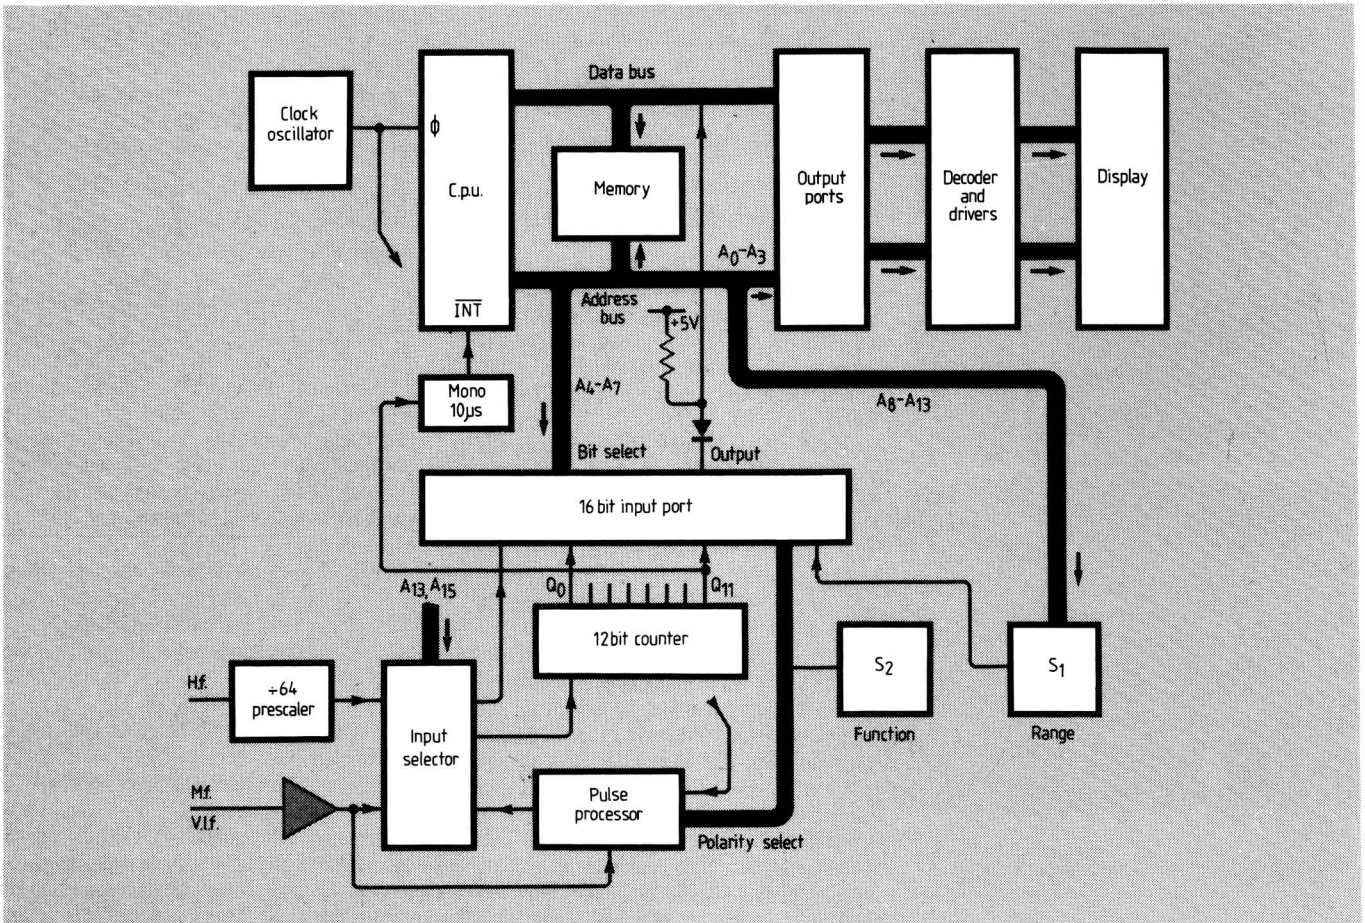 Data bus
Clock
oscillator
ϕ
C.p.u.
Memory
Output
ports
Decoder
and
drivers
Display
A₀-A₃
INT
Address
bus
+5V
Mono
10µs
A₄-A₇
A₈-A₁₃
Bit select
Output
16 bit input port
A₁₃,A₁₅
Q₀
Q₁₁
12bit counter
S₂
S₁
H.f.
÷64
prescaler
Function
Range
Input
selector
M.f.
V.l.f.
Pulse
processor
Polarity select